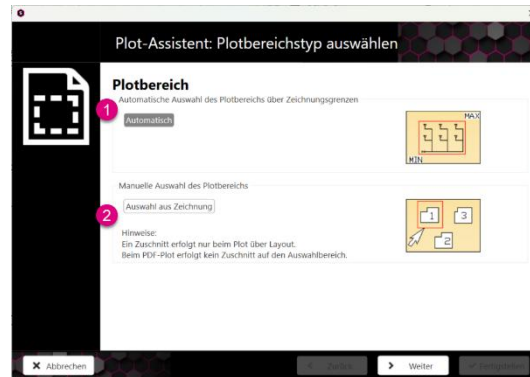 Plot-Assistent: Plotbereichstyp auswählen
Plotbereich
Automatische Auswahl des Plotbereichs über Zeichnungsgrenzen
1
Automatisch
MAX
MIN
Manuelle Auswahl des Plotbereichs
2
Auswahl aus Zeichnung
1
3
2
Hinweise:
Ein Zuschnitt erfolgt nur beim Plot über Layout.
Beim PDF-Plot erfolgt kein Zuschnitt auf den Auswahlbereich.
Abbrechen
Zurück
Weiter
Fertigstellen